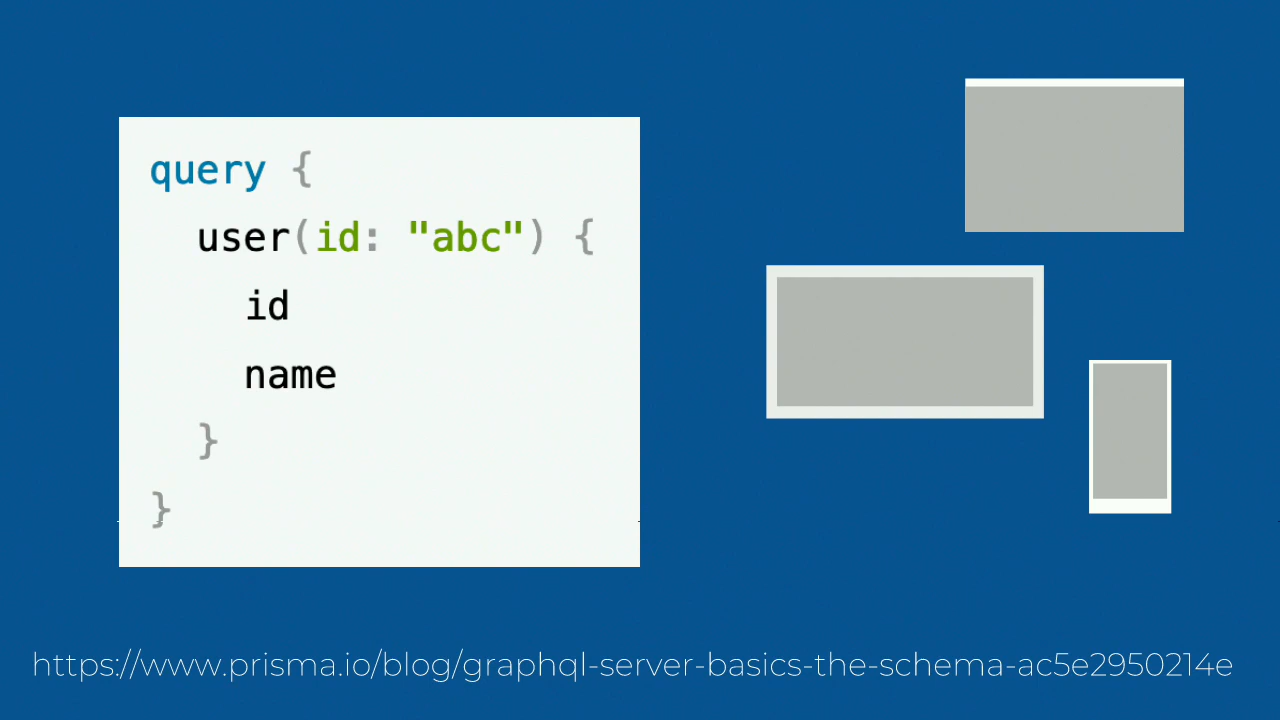 query {
  user(id: "abc") {
    id
    name
  }
}
https://www.prisma.io/blog/graphql-server-basics-the-schema-ac5e2950214e